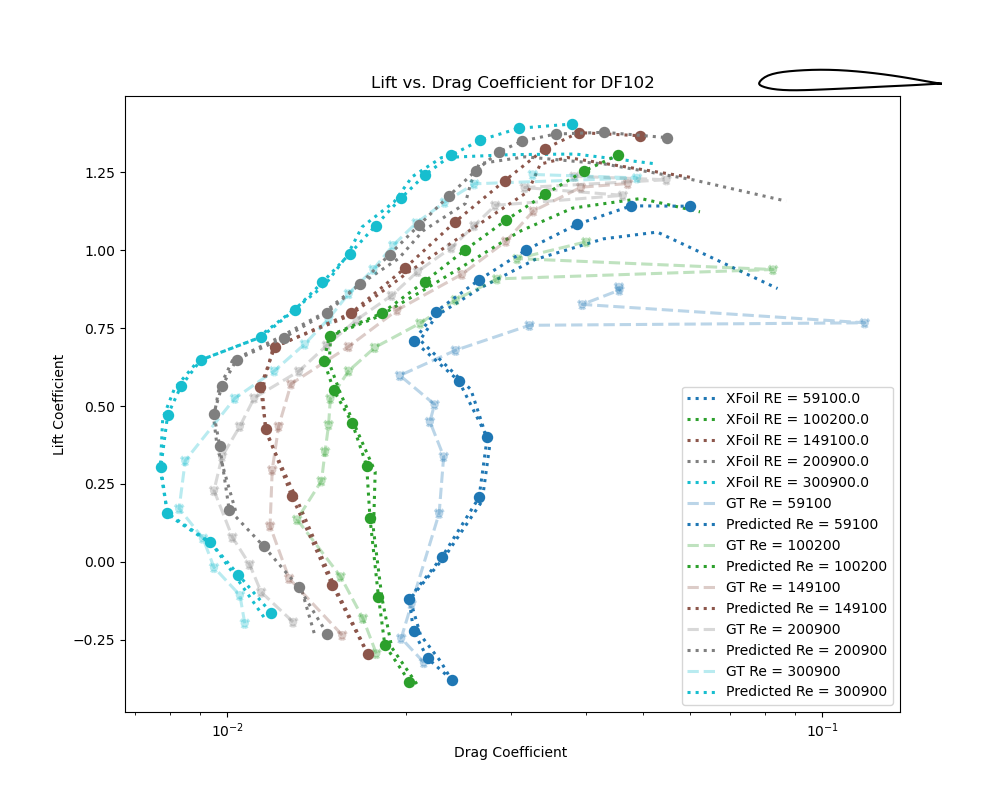 Lift vs. Drag Coefficient for DF102
Lift Coefficient
1.25
1.00
0.75
0.50
0.25
0.00
−0.25
10⁻²
10⁻¹
Drag Coefficient
XFoil RE = 59100.0
XFoil RE = 100200.0
XFoil RE = 149100.0
XFoil RE = 200900.0
XFoil RE = 300900.0
GT Re = 59100
Predicted Re = 59100
GT Re = 100200
Predicted Re = 100200
GT Re = 149100
Predicted Re = 149100
GT Re = 200900
Predicted Re = 200900
GT Re = 300900
Predicted Re = 300900